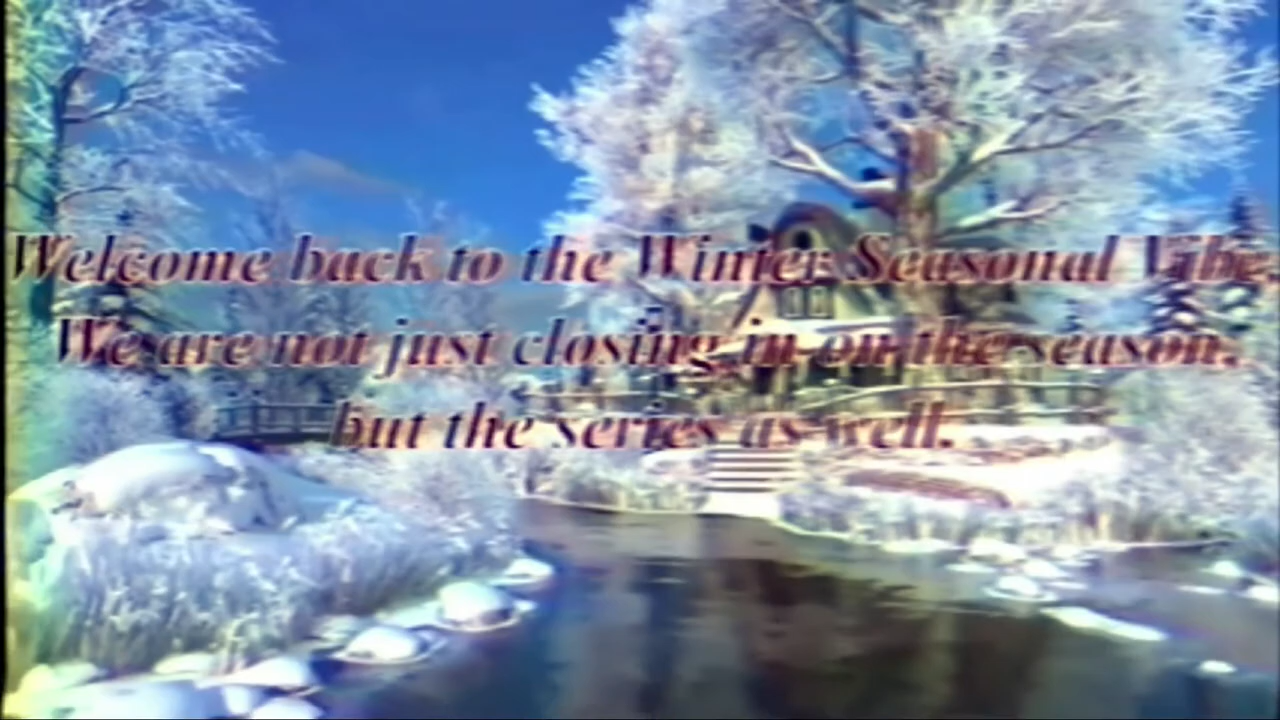 Welcome back to the Winter Seasonal Vibe.
We are not just closing in on the season,
but the series as well.